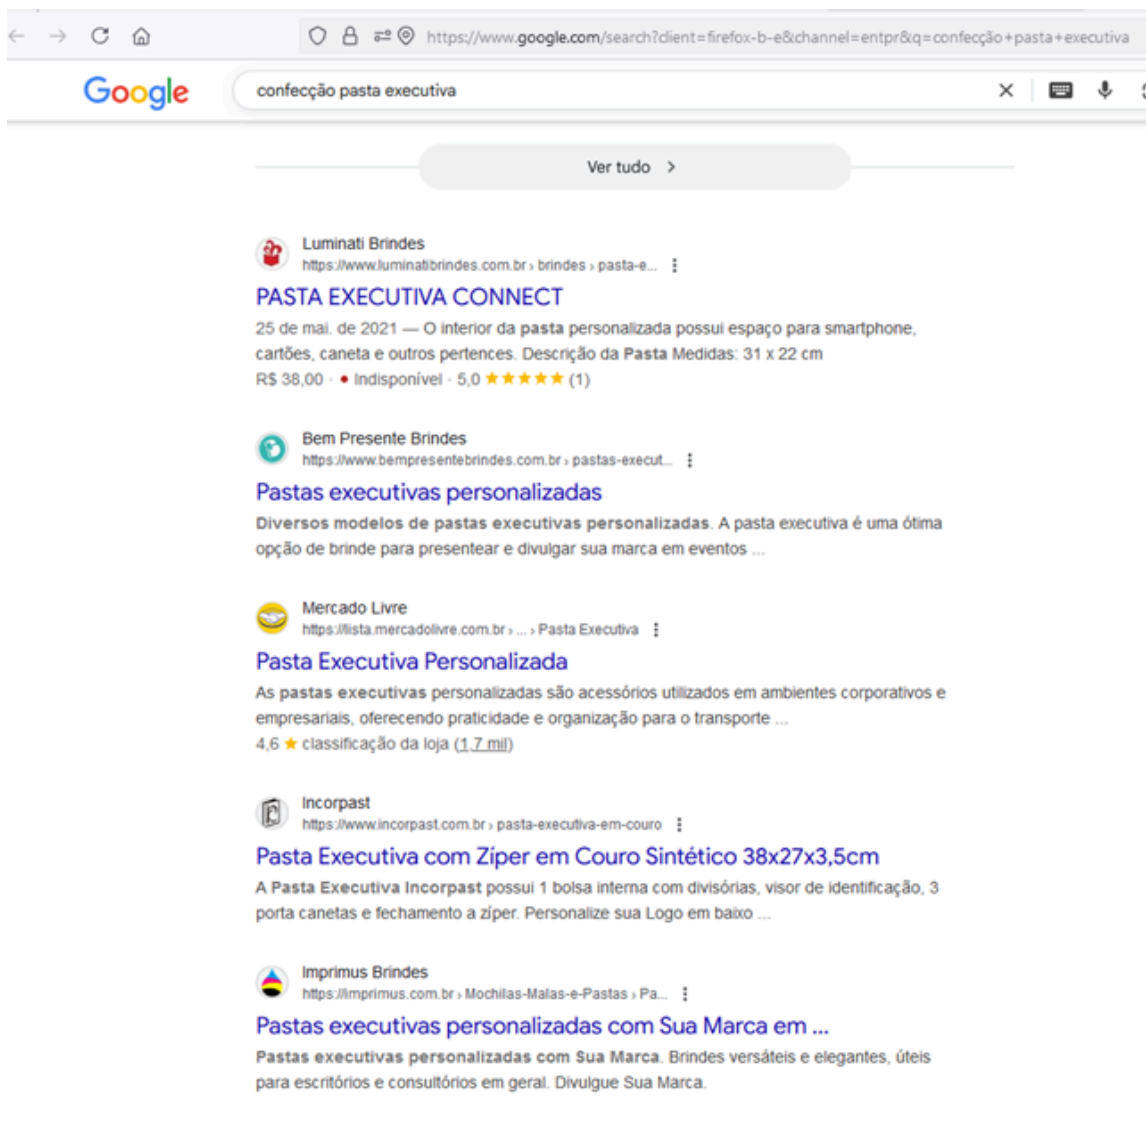 https://www.google.com/search?client=firefox-b-e&channel=entpr&q=confecção+pasta+executiva
Google
confecção pasta executiva
Ver tudo
Luminati Brindes
https://www.luminatibrindes.com.br › brindes › pasta-e...
PASTA EXECUTIVA CONNECT
25 de mai. de 2021 — O interior da pasta personalizada possui espaço para smartphone,
cartões, caneta e outros pertences. Descrição da Pasta Medidas: 31 x 22 cm
R$ 38,00 · Indisponível · 5,0 ★★★★★ (1)
Bem Presente Brindes
https://www.bempresentebrindes.com.br › pastas-execut...
Pastas executivas personalizadas
Diversos modelos de pastas executivas personalizadas. A pasta executiva é uma ótima
opção de brinde para presentear e divulgar sua marca em eventos ...
Mercado Livre
https://lista.mercadolivre.com.br › ... › Pasta Executiva
Pasta Executiva Personalizada
As pastas executivas personalizadas são acessórios utilizados em ambientes corporativos e
empresariais, oferecendo praticidade e organização para o transporte ...
4,6 ★ classificação da loja (1,7 mil)
Incorpast
https://www.incorpast.com.br › pasta-executiva-em-couro
Pasta Executiva com Zíper em Couro Sintético 38x27x3,5cm
A Pasta Executiva Incorpast possui 1 bolsa interna com divisórias, visor de identificação, 3
porta canetas e fechamento a zíper. Personalize sua Logo em baixo ...
Imprimus Brindes
https://imprimus.com.br › Mochilas-Malas-e-Pastas › Pa...
Pastas executivas personalizadas com Sua Marca em ...
Pastas executivas personalizadas com Sua Marca. Brindes versáteis e elegantes, úteis
para escritórios e consultórios em geral. Divulgue Sua Marca.